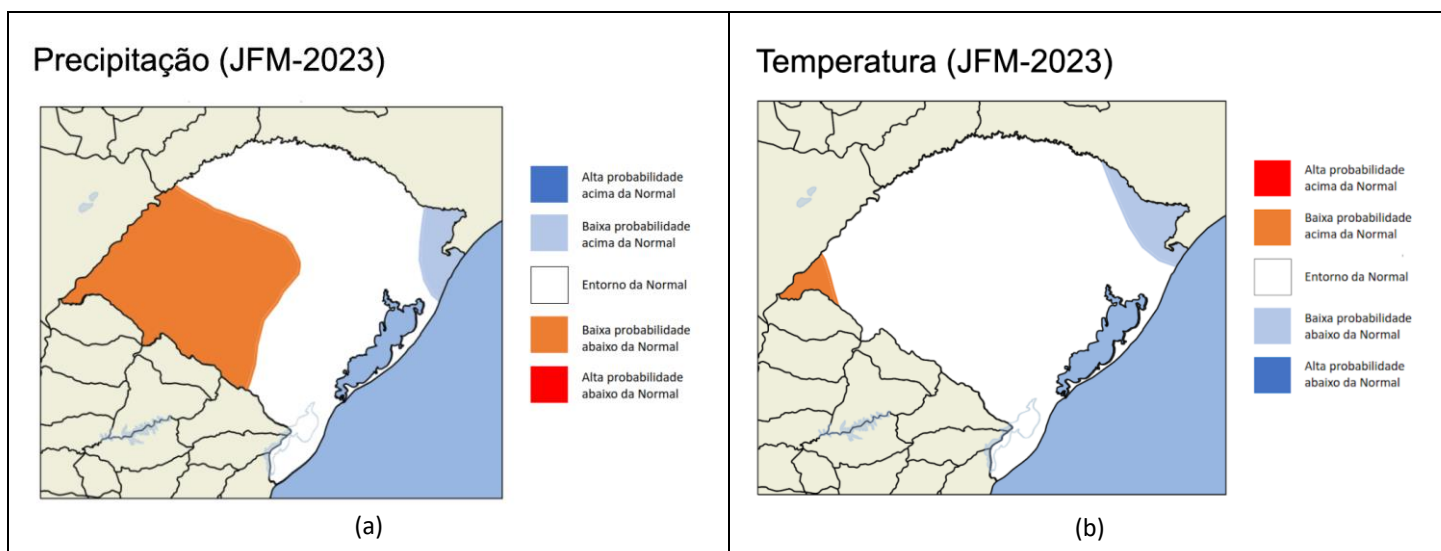 Precipitação (JFM-2023)
Alta probabilidade
acima da Normal
Baixa probabilidade
acima da Normal
Entorno da Normal
Baixa probabilidade
abaixo da Normal
Alta probabilidade
abaixo da Normal
(a)
Temperatura (JFM-2023)
Alta probabilidade
acima da Normal
Baixa probabilidade
acima da Normal
Entorno da Normal
Baixa probabilidade
abaixo da Normal
Alta probabilidade
abaixo da Normal
(b)